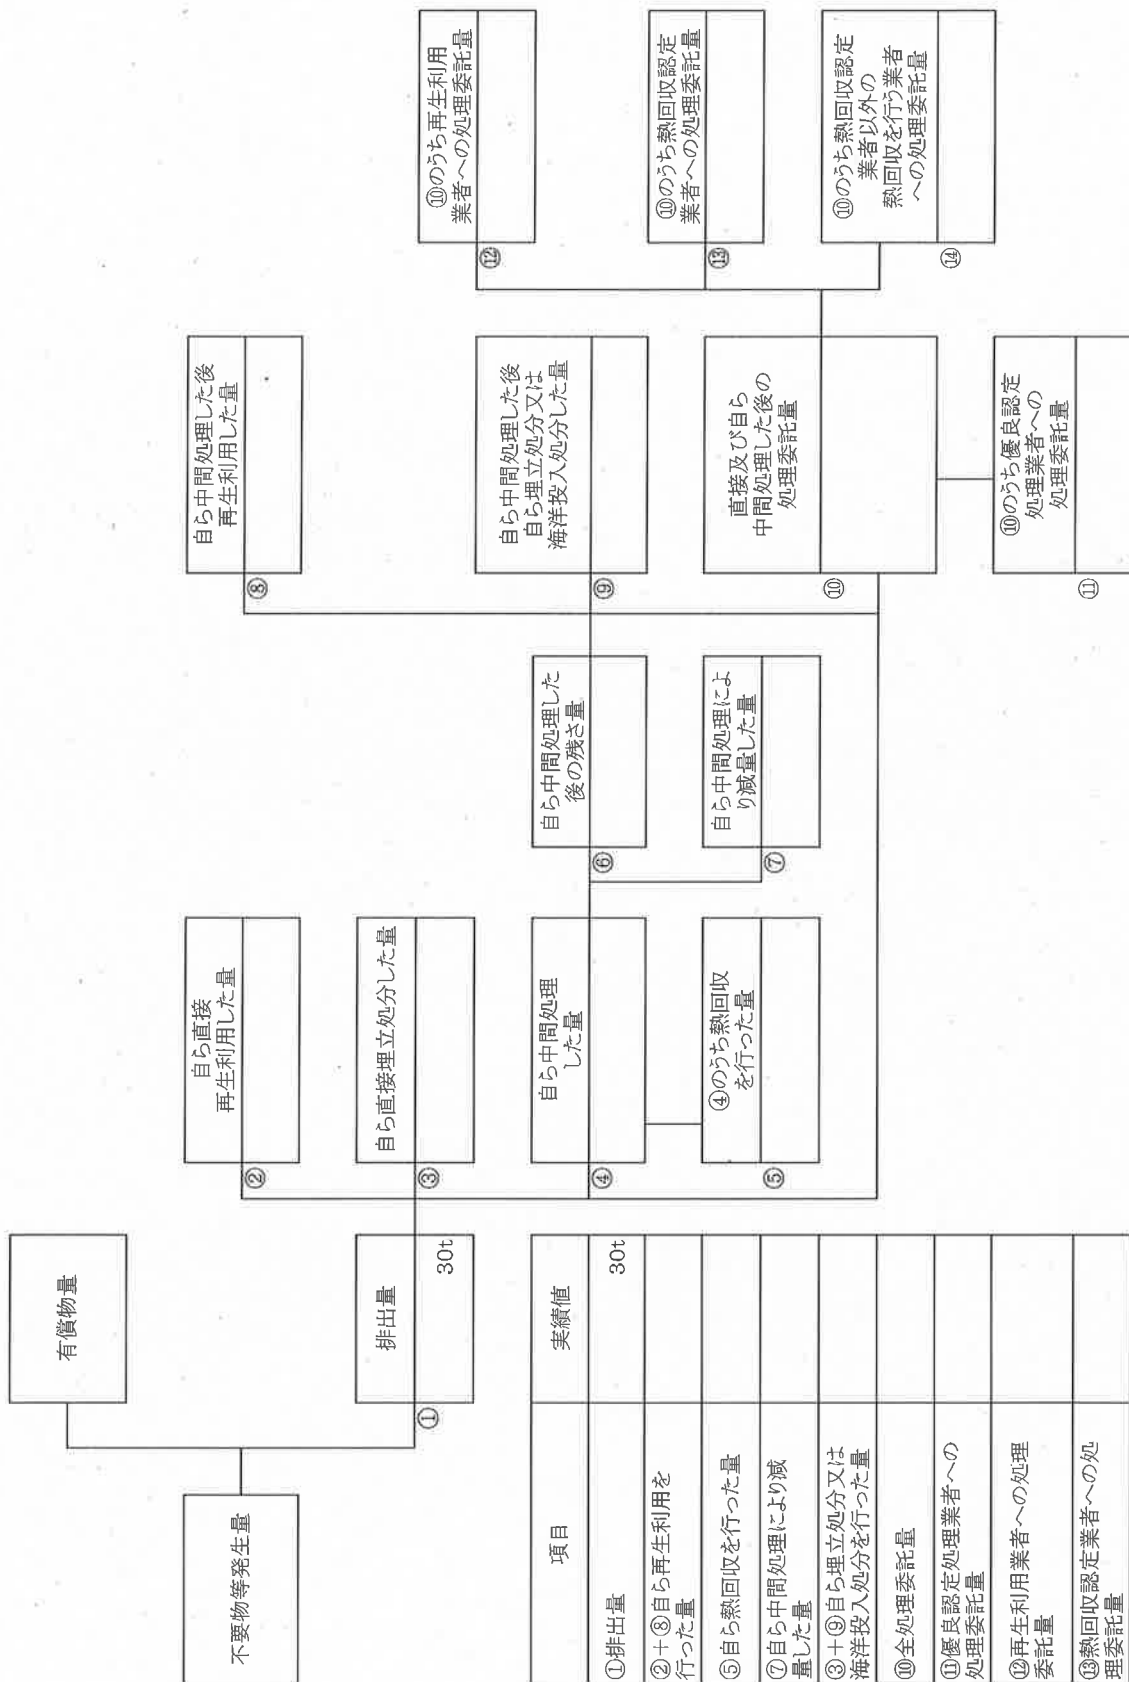 不要物等発生量
有償物量
排出量
①
30t
自ら直接
再生利用した量
②
自ら直接埋立処分した量
③
自ら中間処理
した量
④
④のうち熱回収
を行った量
⑤
自ら中間処理した
後の残さ量
⑥
自ら中間処理によ
り減量した量
⑦
自ら中間処理した後
再生利用した量
⑧
自ら中間処理した後
自ら埋立処分又は
海洋投入処分した量
⑨
直接及び自ら
中間処理した後の
処理委託量
⑩
⑩のうち優良認定
処理業者への
処理委託量
⑪
⑩のうち再生利用
業者への処理委託量
⑫
⑩のうち熱回収認定
業者への処理委託量
⑬
⑩のうち熱回収認定
業者以外の
熱回収を行う業者
への処理委託量
⑭
項目
実績値
①排出量
30t
②＋⑧自ら再生利用を
行った量
⑤自ら熱回収を行った量
⑦自ら中間処理により減
量した量
③＋⑨自ら埋立処分又は
海洋投入処分を行った量
⑩全処理委託量
⑪優良認定処理業者への
処理委託量
⑫再生利用業者への処理
委託量
⑬熱回収認定業者への処
理委託量